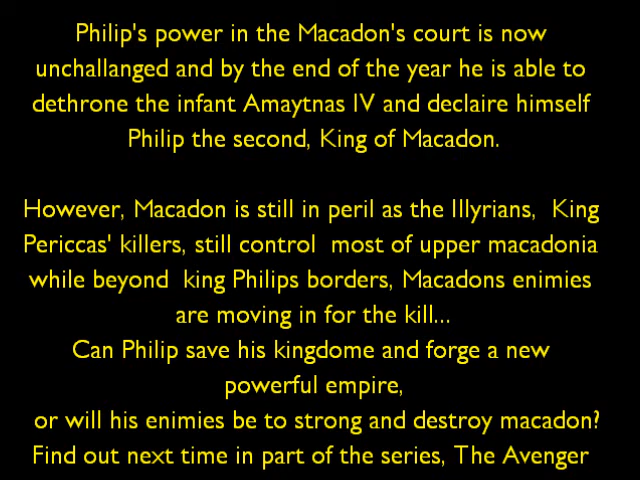 Philip's power in the Macadon's court is now
unchallanged and by the end of the year he is able to
dethrone the infant Amaytnas IV and declaire himself
Philip the second, King of Macadon.
However, Macadon is still in peril as the Illyrians, King
Periccas' killers, still control most of upper macadonia
while beyond king Philips borders, Macadons enimies
are moving in for the kill...
Can Philip save his kingdome and forge a new
powerful empire,
or will his enimies be to strong and destroy macadon?
Find out next time in part of the series, The Avenger